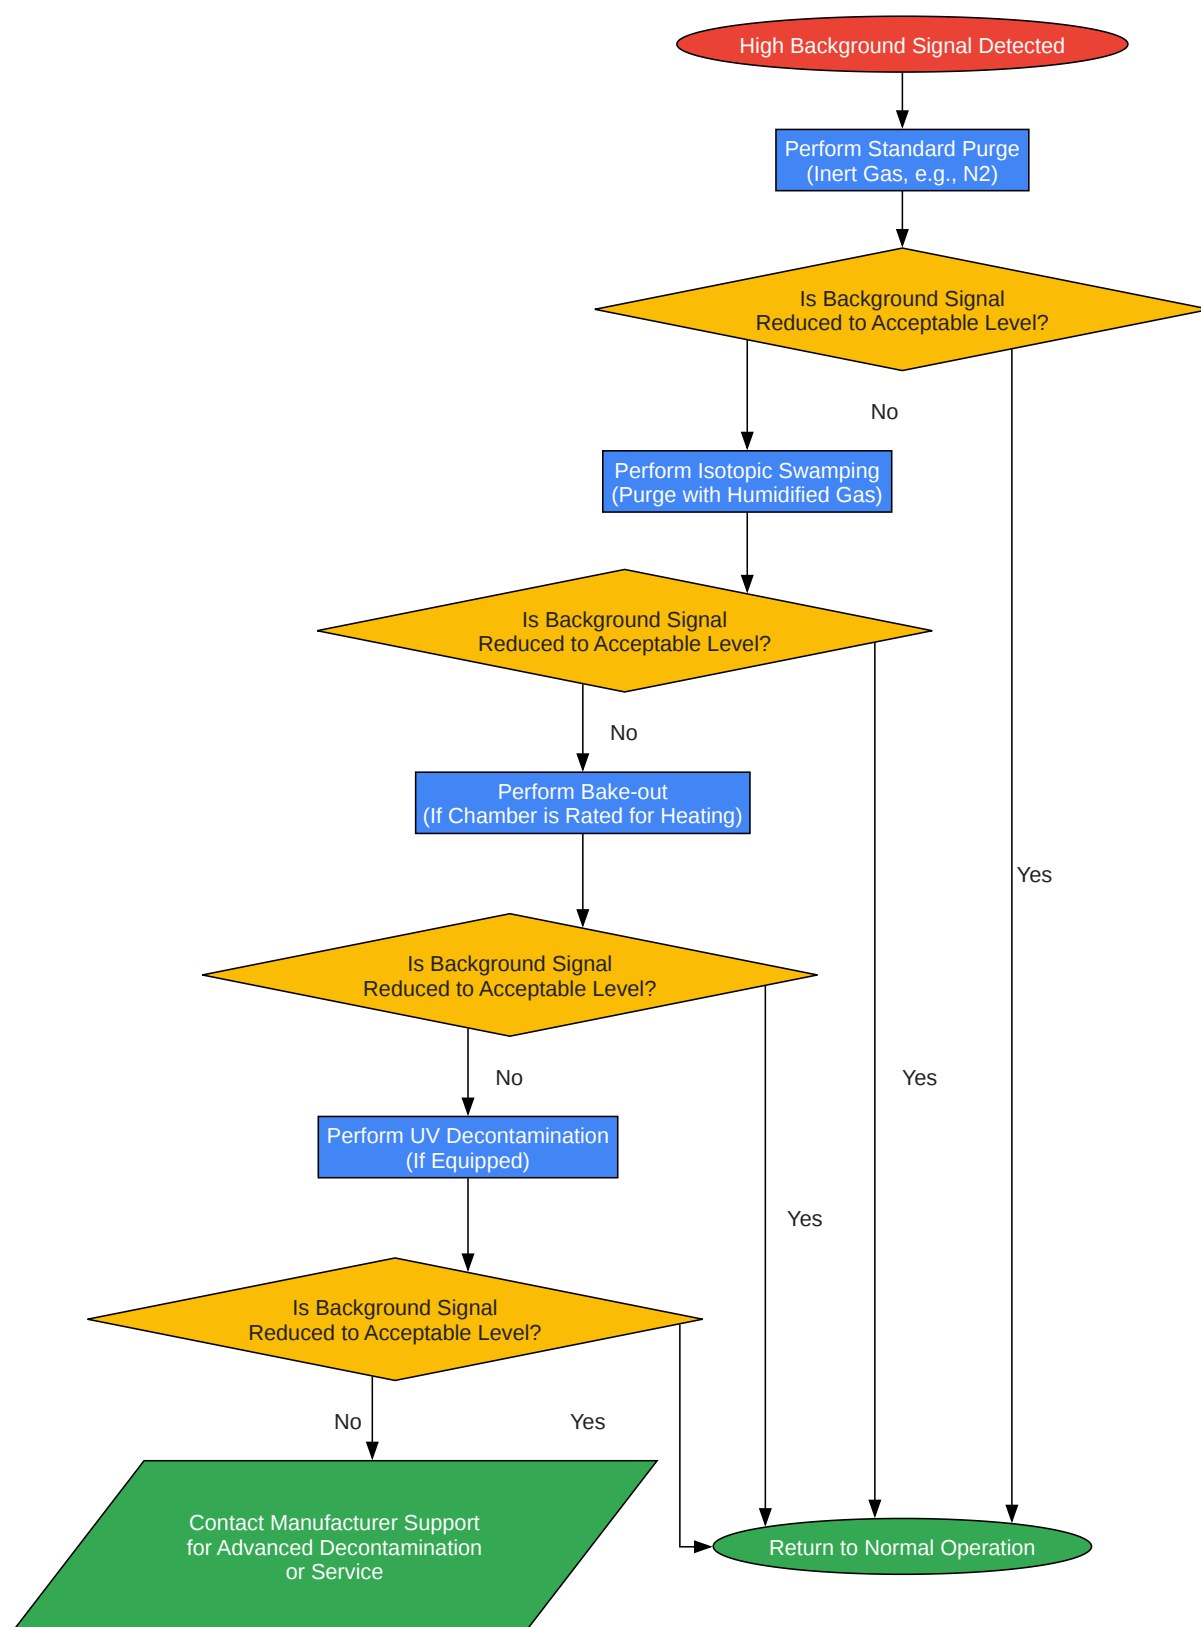 High Background Signal Detected
Perform Standard Purge
(Inert Gas, e.g., N2)
Is Background Signal
Reduced to Acceptable Level?
No
Perform Isotopic Swamping
(Purge with Humidified Gas)
Is Background Signal
Reduced to Acceptable Level?
No
Perform Bake-out
(If Chamber is Rated for Heating)
Yes
Is Background Signal
Reduced to Acceptable Level?
No
Yes
Perform UV Decontamination
(If Equipped)
Yes
Is Background Signal
Reduced to Acceptable Level?
No
Yes
Contact Manufacturer Support
for Advanced Decontamination
or Service
Return to Normal Operation